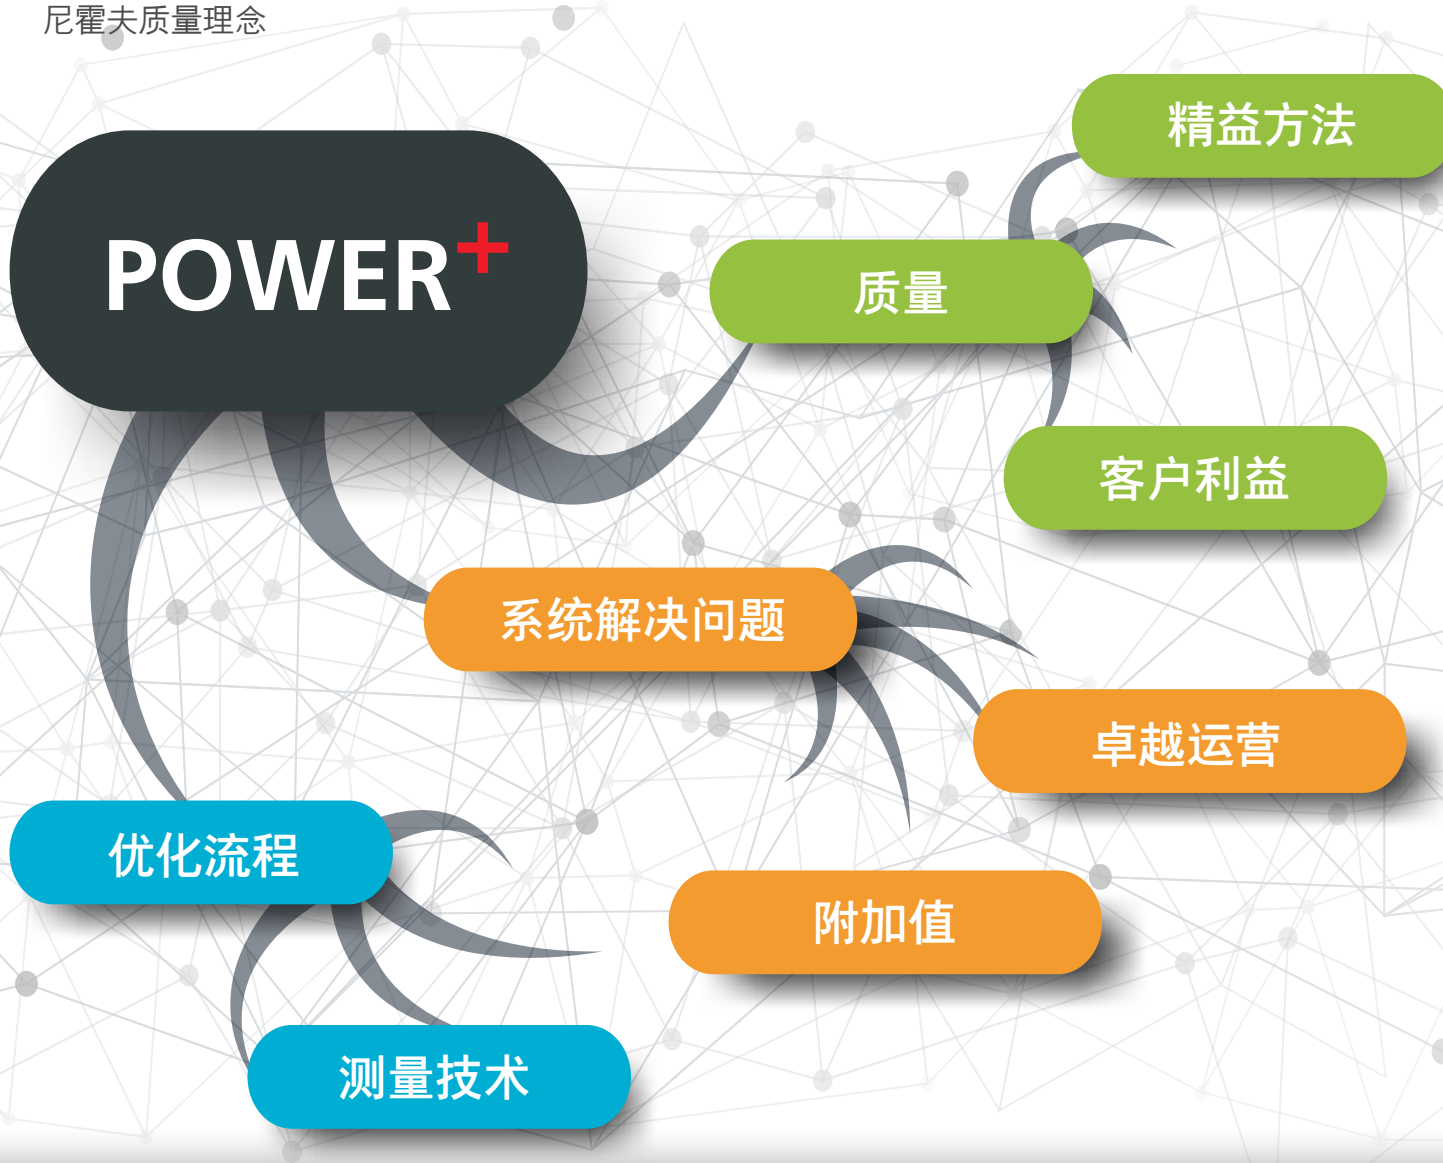 尼霍夫质量理念
POWER+
精益方法
质量
客户利益
系统解决问题
卓越运营
优化流程
附加值
测量技术